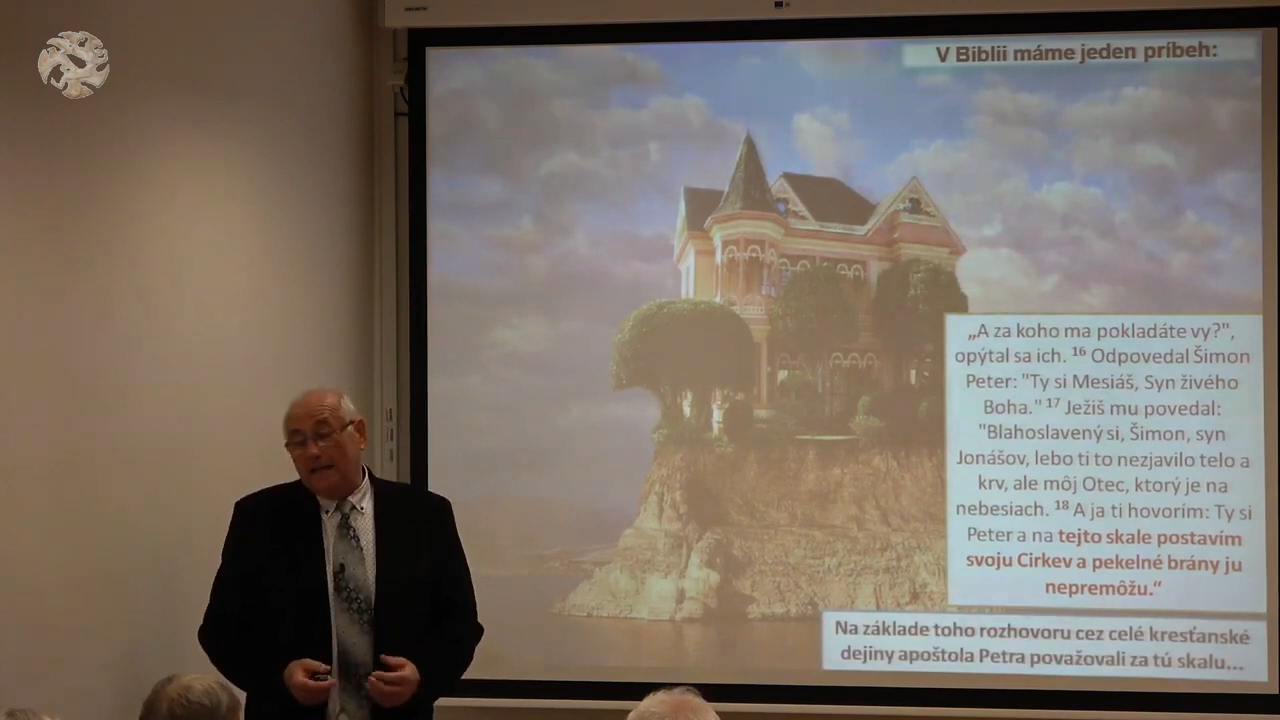 V Biblii máme jeden príbeh:
„A za koho ma pokladáte vy?",
opýtal sa ich. ¹⁶ Odpovedal Šimon
Peter: "Ty si Mesiáš, Syn živého
Boha." ¹⁷ Ježiš mu povedal:
"Blahoslavený si, Šimon, syn
Jonášov, lebo ti to nezjavilo telo a
krv, ale môj Otec, ktorý je na
nebesiach. ¹⁸ A ja ti hovorím: Ty si
Peter a na tejto skale postavím
svoju Cirkev a pekelné brány ju
nepremôžu.“
Na základe toho rozhovoru cez celé kresťanské
dejiny apoštola Petra považovali za tú skalu...